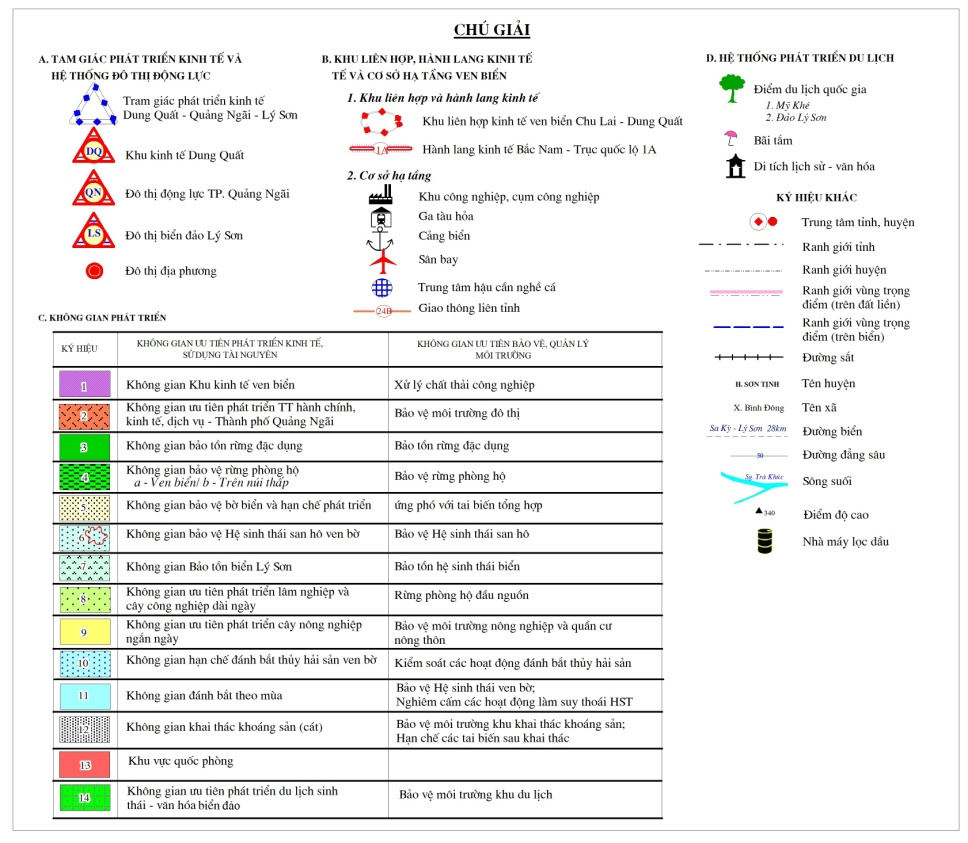 CHÚ GIẢI
A. TAM GIÁC PHÁT TRIỂN KINH TẾ VÀ
HỆ THỐNG ĐÔ THỊ ĐỘNG LỰC
Tram giác phát triển kinh tế
Dung Quất - Quảng Ngãi - Lý Sơn
DQ
Khu kinh tế Dung Quất
QN
Đô thị động lực TP. Quảng Ngãi
LS
Đô thị biển đảo Lý Sơn
Đô thị địa phương
B. KHU LIÊN HỢP, HÀNH LANG KINH TẾ
TẾ VÀ CƠ SỞ HẠ TẦNG VEN BIỂN
1. Khu liên hợp và hành lang kinh tế
Khu liên hợp kinh tế ven biển Chu Lai - Dung Quất
1A
Hành lang kinh tế Bắc Nam - Trục quốc lộ 1A
2. Cơ sở hạ tầng
Khu công nghiệp, cụm công nghiệp
Ga tàu hỏa
Cảng biển
Sân bay
Trung tâm hậu cần nghề cá
24B
Giao thông liên tỉnh
D. HỆ THỐNG PHÁT TRIỂN DU LỊCH
Điểm du lịch quốc gia
1. Mỹ Khê
2. Đảo Lý Sơn
Bãi tắm
Di tích lịch sử - văn hóa
KÝ HIỆU KHÁC
Trung tâm tỉnh, huyện
Ranh giới tỉnh
Ranh giới huyện
Ranh giới vùng trọng
điểm (trên đất liền)
Ranh giới vùng trọng
điểm (trên biển)
Đường sắt
H. SƠN TỊNH
Tên huyện
X. Bình Đông
Tên xã
Sa Kỳ - Lý Sơn 28km
Đường biển
50
Đường đẳng sâu
Sg. Trà Khúc
Sông suối
340
Điểm độ cao
Nhà máy lọc dầu
C. KHÔNG GIAN PHÁT TRIỂN
KÝ HIỆU
KHÔNG GIAN ƯU TIÊN PHÁT TRIỂN KINH TẾ,
SỬ DỤNG TÀI NGUYÊN
KHÔNG GIAN ƯU TIÊN BẢO VỆ, QUẢN LÝ
MÔI TRƯỜNG
1
Không gian Khu kinh tế ven biển
Xử lý chất thải công nghiệp
2
Không gian ưu tiên phát triển TT hành chính,
kinh tế, dịch vụ - Thành phố Quảng Ngãi
Bảo vệ môi trường đô thị
3
Không gian bảo tồn rừng đặc dụng
Bảo tồn rừng đặc dụng
4
Không gian bảo vệ rừng phòng hộ
a - Ven biển/ b - Trên núi thấp
Bảo vệ rừng phòng hộ
5
Không gian bảo vệ bờ biển và hạn chế phát triển
ứng phó với tai biến tổng hợp
6
Không gian bảo vệ Hệ sinh thái san hô ven bờ
Bảo vệ Hệ sinh thái san hô
7
Không gian Bảo tồn biển Lý Sơn
Bảo tồn hệ sinh thái biển
8
Không gian ưu tiên phát triển lâm nghiệp và
cây công nghiệp dài ngày
Rừng phòng hộ đầu nguồn
9
Không gian ưu tiên phát triển cây nông nghiệp
ngắn ngày
Bảo vệ môi trường nông nghiệp và quần cư
nông thôn
10
Không gian hạn chế đánh bắt thủy hải sản ven bờ
Kiểm soát các hoạt động đánh bắt thủy hải sản
11
Không gian đánh bắt theo mùa
Bảo vệ Hệ sinh thái ven bờ;
Nghiêm cấm các hoạt động làm suy thoái HST
12
Không gian khai thác khoáng sản (cát)
Bảo vệ môi trường khu khai thác khoáng sản;
Hạn chế các tai biến sau khai thác
13
Khu vực quốc phòng
14
Không gian ưu tiên phát triển du lịch sinh
thái - văn hóa biển đảo
Bảo vệ môi trường khu du lịch